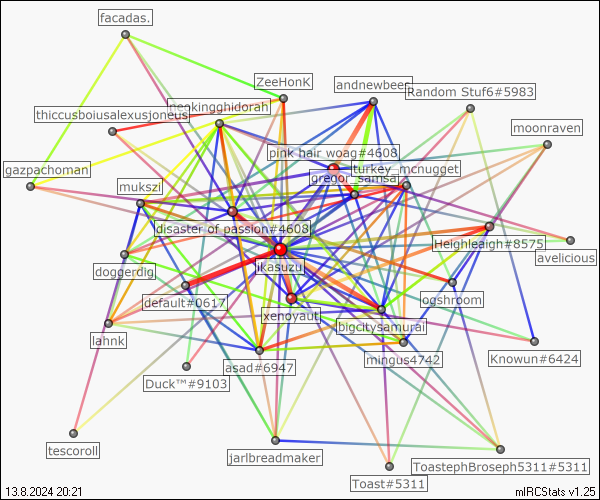 facadas.
ZeeHonK
andnewbees
Random Stuf6#5983
neokingghidorah
thiccusboiusalexusjoneus
moonraven
pink hair woag#4608
turkey_mcnugget
gazpachoman
gregor_samsa
mukszi
disaster of passion#4608
Heighleaigh#8575
avelicious
jkasuzu
doggerdig
default#0617
ogshroom
xenoyaut
bigcitysamurai
lahnk
mingus4742
Knowun#6424
asad#6947
Duck™#9103
tescoroll
jarlbreadmaker
ToastephBroseph5311#5311
Toast#5311
13.8.2024 20:21
mIRCStats v1.25